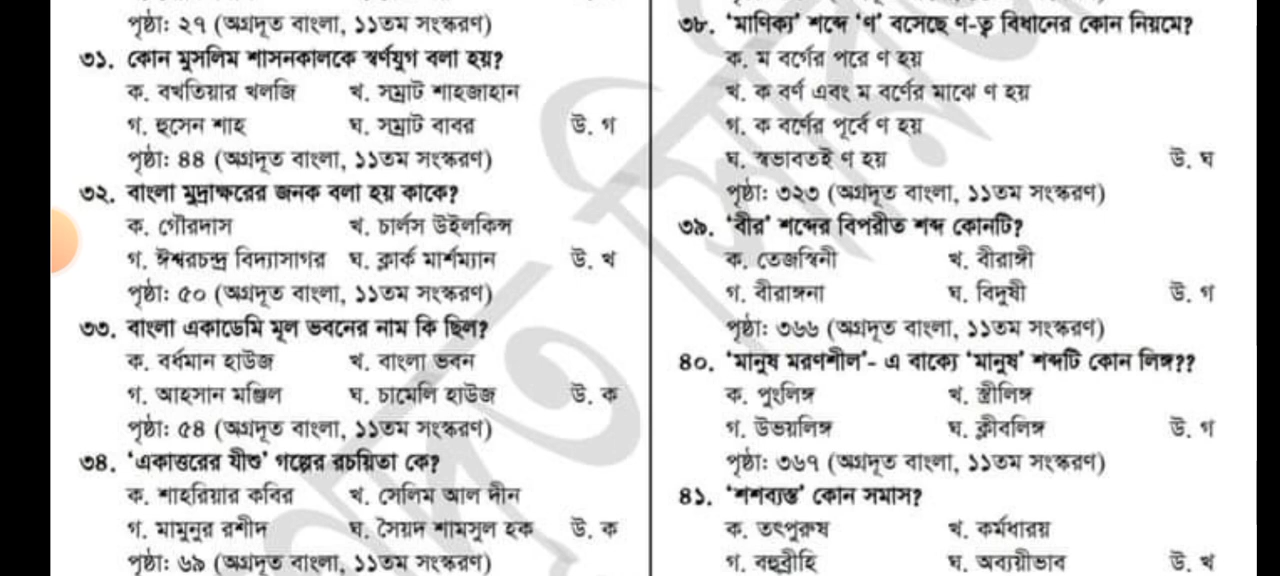 পৃষ্ঠা: ২৭ (অগ্রদূত বাংলা, ১১তম সংস্করণ)
৩১. কোন মুসলিম শাসনকালকে স্বর্ণযুগ বলা হয়?
ক. বখতিয়ার খলজি খ. সম্রাট শাহজাহান
গ. হুসেন শাহ ঘ. সম্রাট বাবর উ. গ
পৃষ্ঠা: ৪৪ (অগ্রদূত বাংলা, ১১তম সংস্করণ)
৩২. বাংলা মুদ্রাক্ষরের জনক বলা হয় কাকে?
ক. গৌরদাস খ. চার্লস উইলকিন্স
গ. ঈশ্বরচন্দ্র বিদ্যাসাগর ঘ. ক্লার্ক মার্শম্যান উ. খ
পৃষ্ঠা: ৫০ (অগ্রদূত বাংলা, ১১তম সংস্করণ)
৩৩. বাংলা একাডেমি মূল ভবনের নাম কি ছিল?
ক. বর্ধমান হাউজ খ. বাংলা ভবন
গ. আহসান মঞ্জিল ঘ. চামেলি হাউজ উ. ক
পৃষ্ঠা: ৫৪ (অগ্রদূত বাংলা, ১১তম সংস্করণ)
৩৪. ‘একাত্তরের যীশু’ গল্পের রচয়িতা কে?
ক. শাহরিয়ার কবির খ. সেলিম আল দীন
গ. মামুনুর রশীদ ঘ. সৈয়দ শামসুল হক উ. ক
পৃষ্ঠা: ৬৯ (অগ্রদূত বাংলা, ১১তম সংস্করণ)
৩৮. ‘মাণিক্য’ শব্দে ‘ণ’ বসেছে ণ-ত্ব বিধানের কোন নিয়মে?
ক. ম বর্গের পরে ণ হয়
খ. ক বর্ণ এবং ম বর্ণের মাঝে ণ হয়
গ. ক বর্ণের পূর্বে ণ হয়
ঘ. স্বভাবতই ণ হয় উ. ঘ
পৃষ্ঠা: ৩২৩ (অগ্রদূত বাংলা, ১১তম সংস্করণ)
৩৯. ‘বীর’ শব্দের বিপরীত শব্দ কোনটি?
ক. তেজস্বিনী খ. বীরাঙ্গী
গ. বীরাঙ্গনা ঘ. বিদুষী উ. গ
পৃষ্ঠা: ৩৬৬ (অগ্রদূত বাংলা, ১১তম সংস্করণ)
৪০. ‘মানুষ মরণশীল’- এ বাক্যে ‘মানুষ’ শব্দটি কোন লিঙ্গ??
ক. পুংলিঙ্গ খ. স্ত্রীলিঙ্গ
গ. উভয়লিঙ্গ ঘ. ক্লীবলিঙ্গ উ. গ
পৃষ্ঠা: ৩৬৭ (অগ্রদূত বাংলা, ১১তম সংস্করণ)
৪১. ‘শশব্যস্ত’ কোন সমাস?
ক. তৎপুরুষ খ. কর্মধারয়
গ. বহুব্রীহি ঘ. অব্যয়ীভাব উ. খ